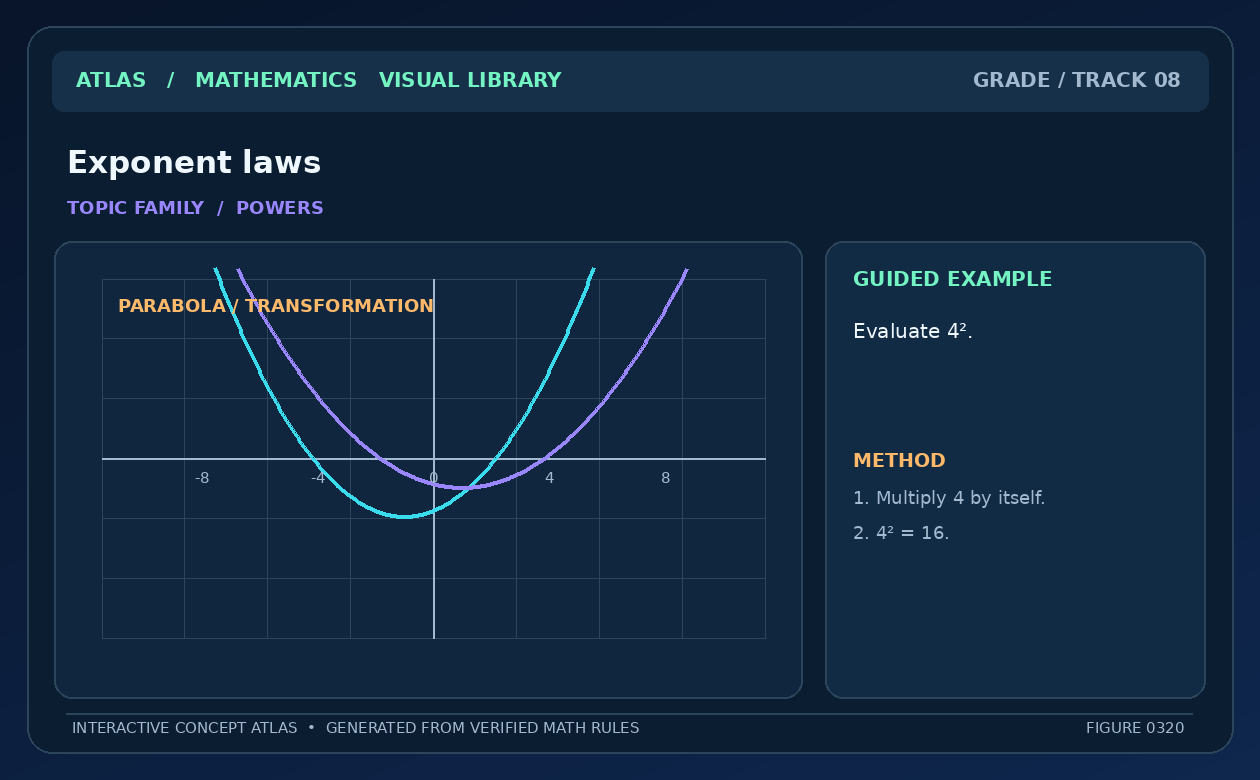 ATLAS / MATHEMATICS VISUAL LIBRARY
GRADE / TRACK 08
Exponent laws
TOPIC FAMILY / POWERS
PARABOLA / TRANSFORMATION
-8 -4 0 4 8
GUIDED EXAMPLE
Evaluate 4².
METHOD
1. Multiply 4 by itself.
2. 4² = 16.
INTERACTIVE CONCEPT ATLAS • GENERATED FROM VERIFIED MATH RULES
FIGURE 0320